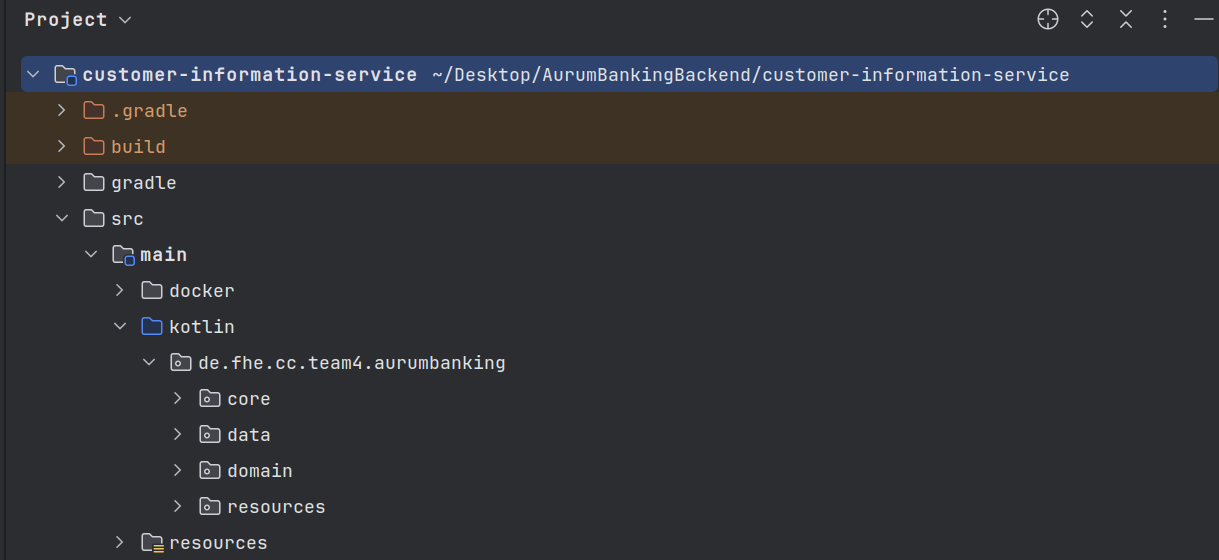 Project
customer-information-service ~/Desktop/AurumBankingBackend/customer-information-service
.gradle
build
gradle
src
main
docker
kotlin
de.fhe.cc.team4.aurumbanking
core
data
domain
resources
resources